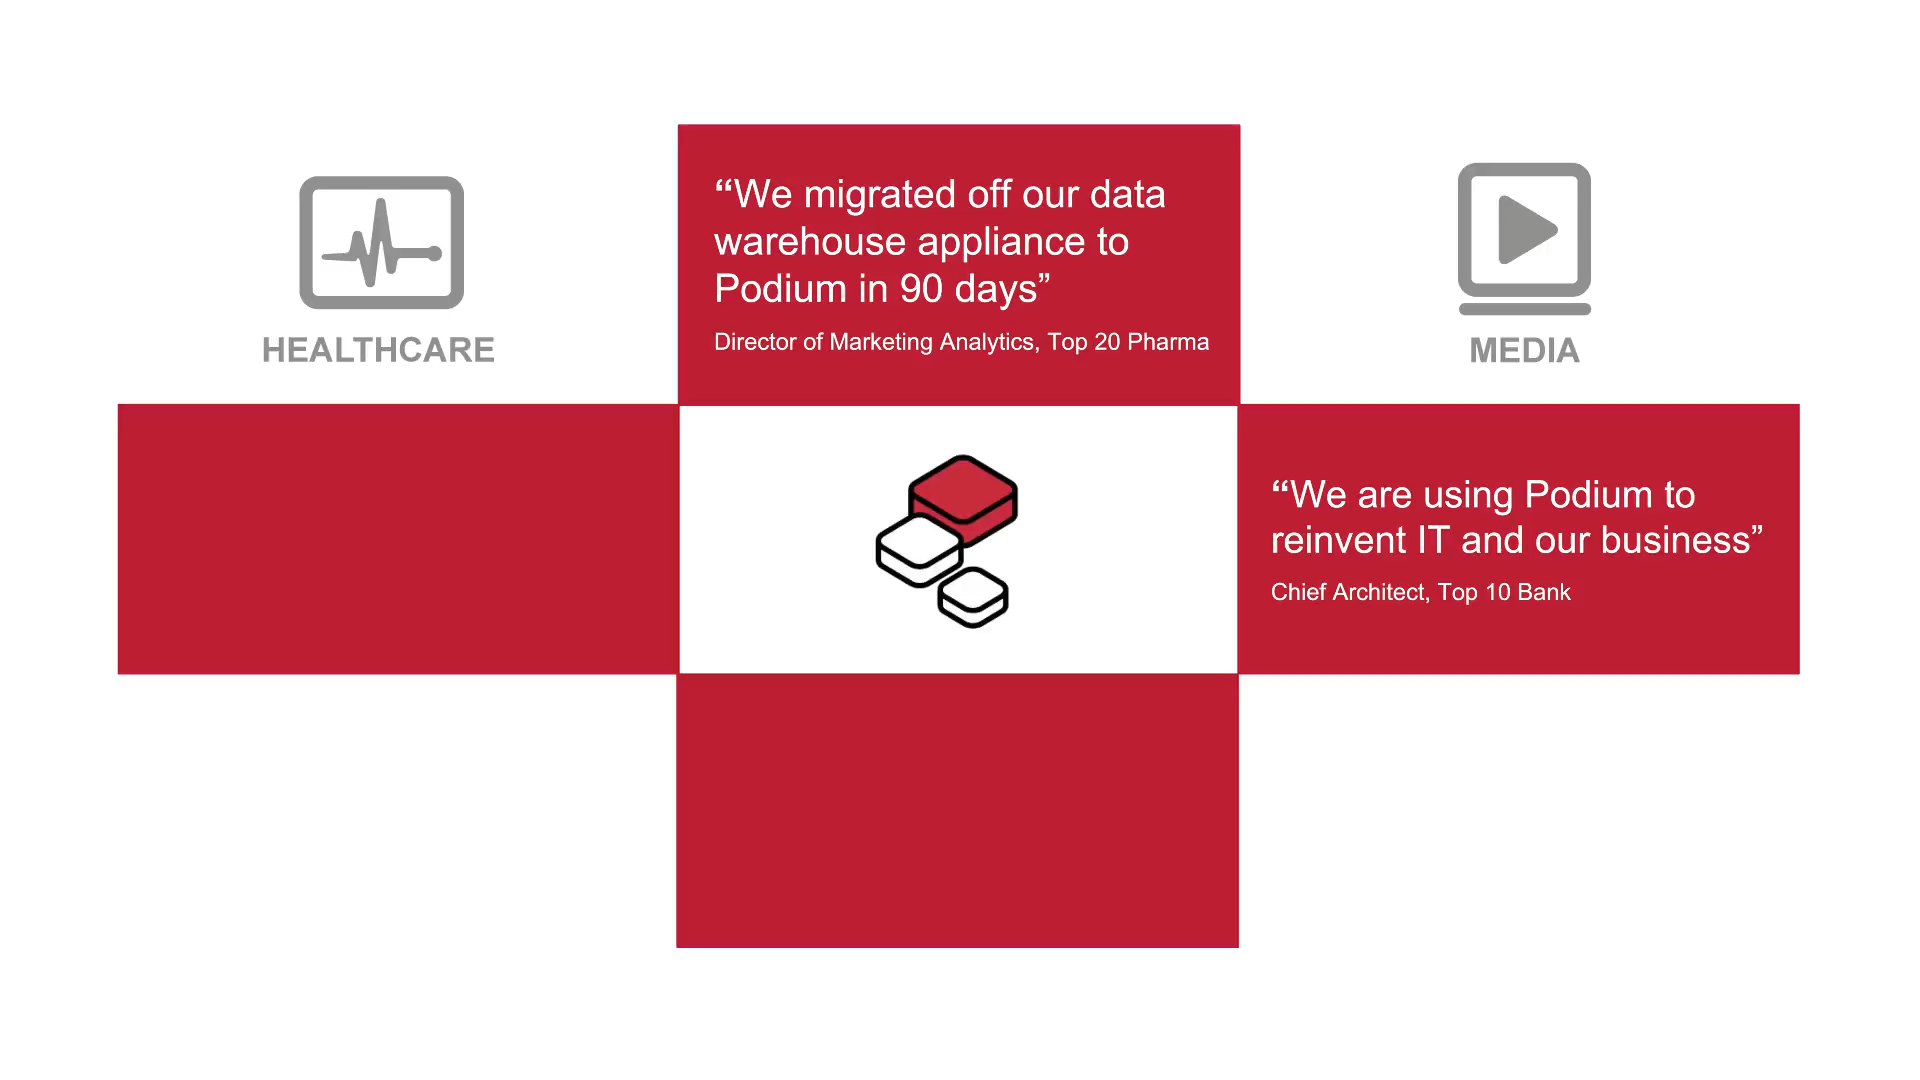 HEALTHCARE
“We migrated off our data
warehouse appliance to
Podium in 90 days”
Director of Marketing Analytics, Top 20 Pharma
MEDIA
“We are using Podium to
reinvent IT and our business”
Chief Architect, Top 10 Bank